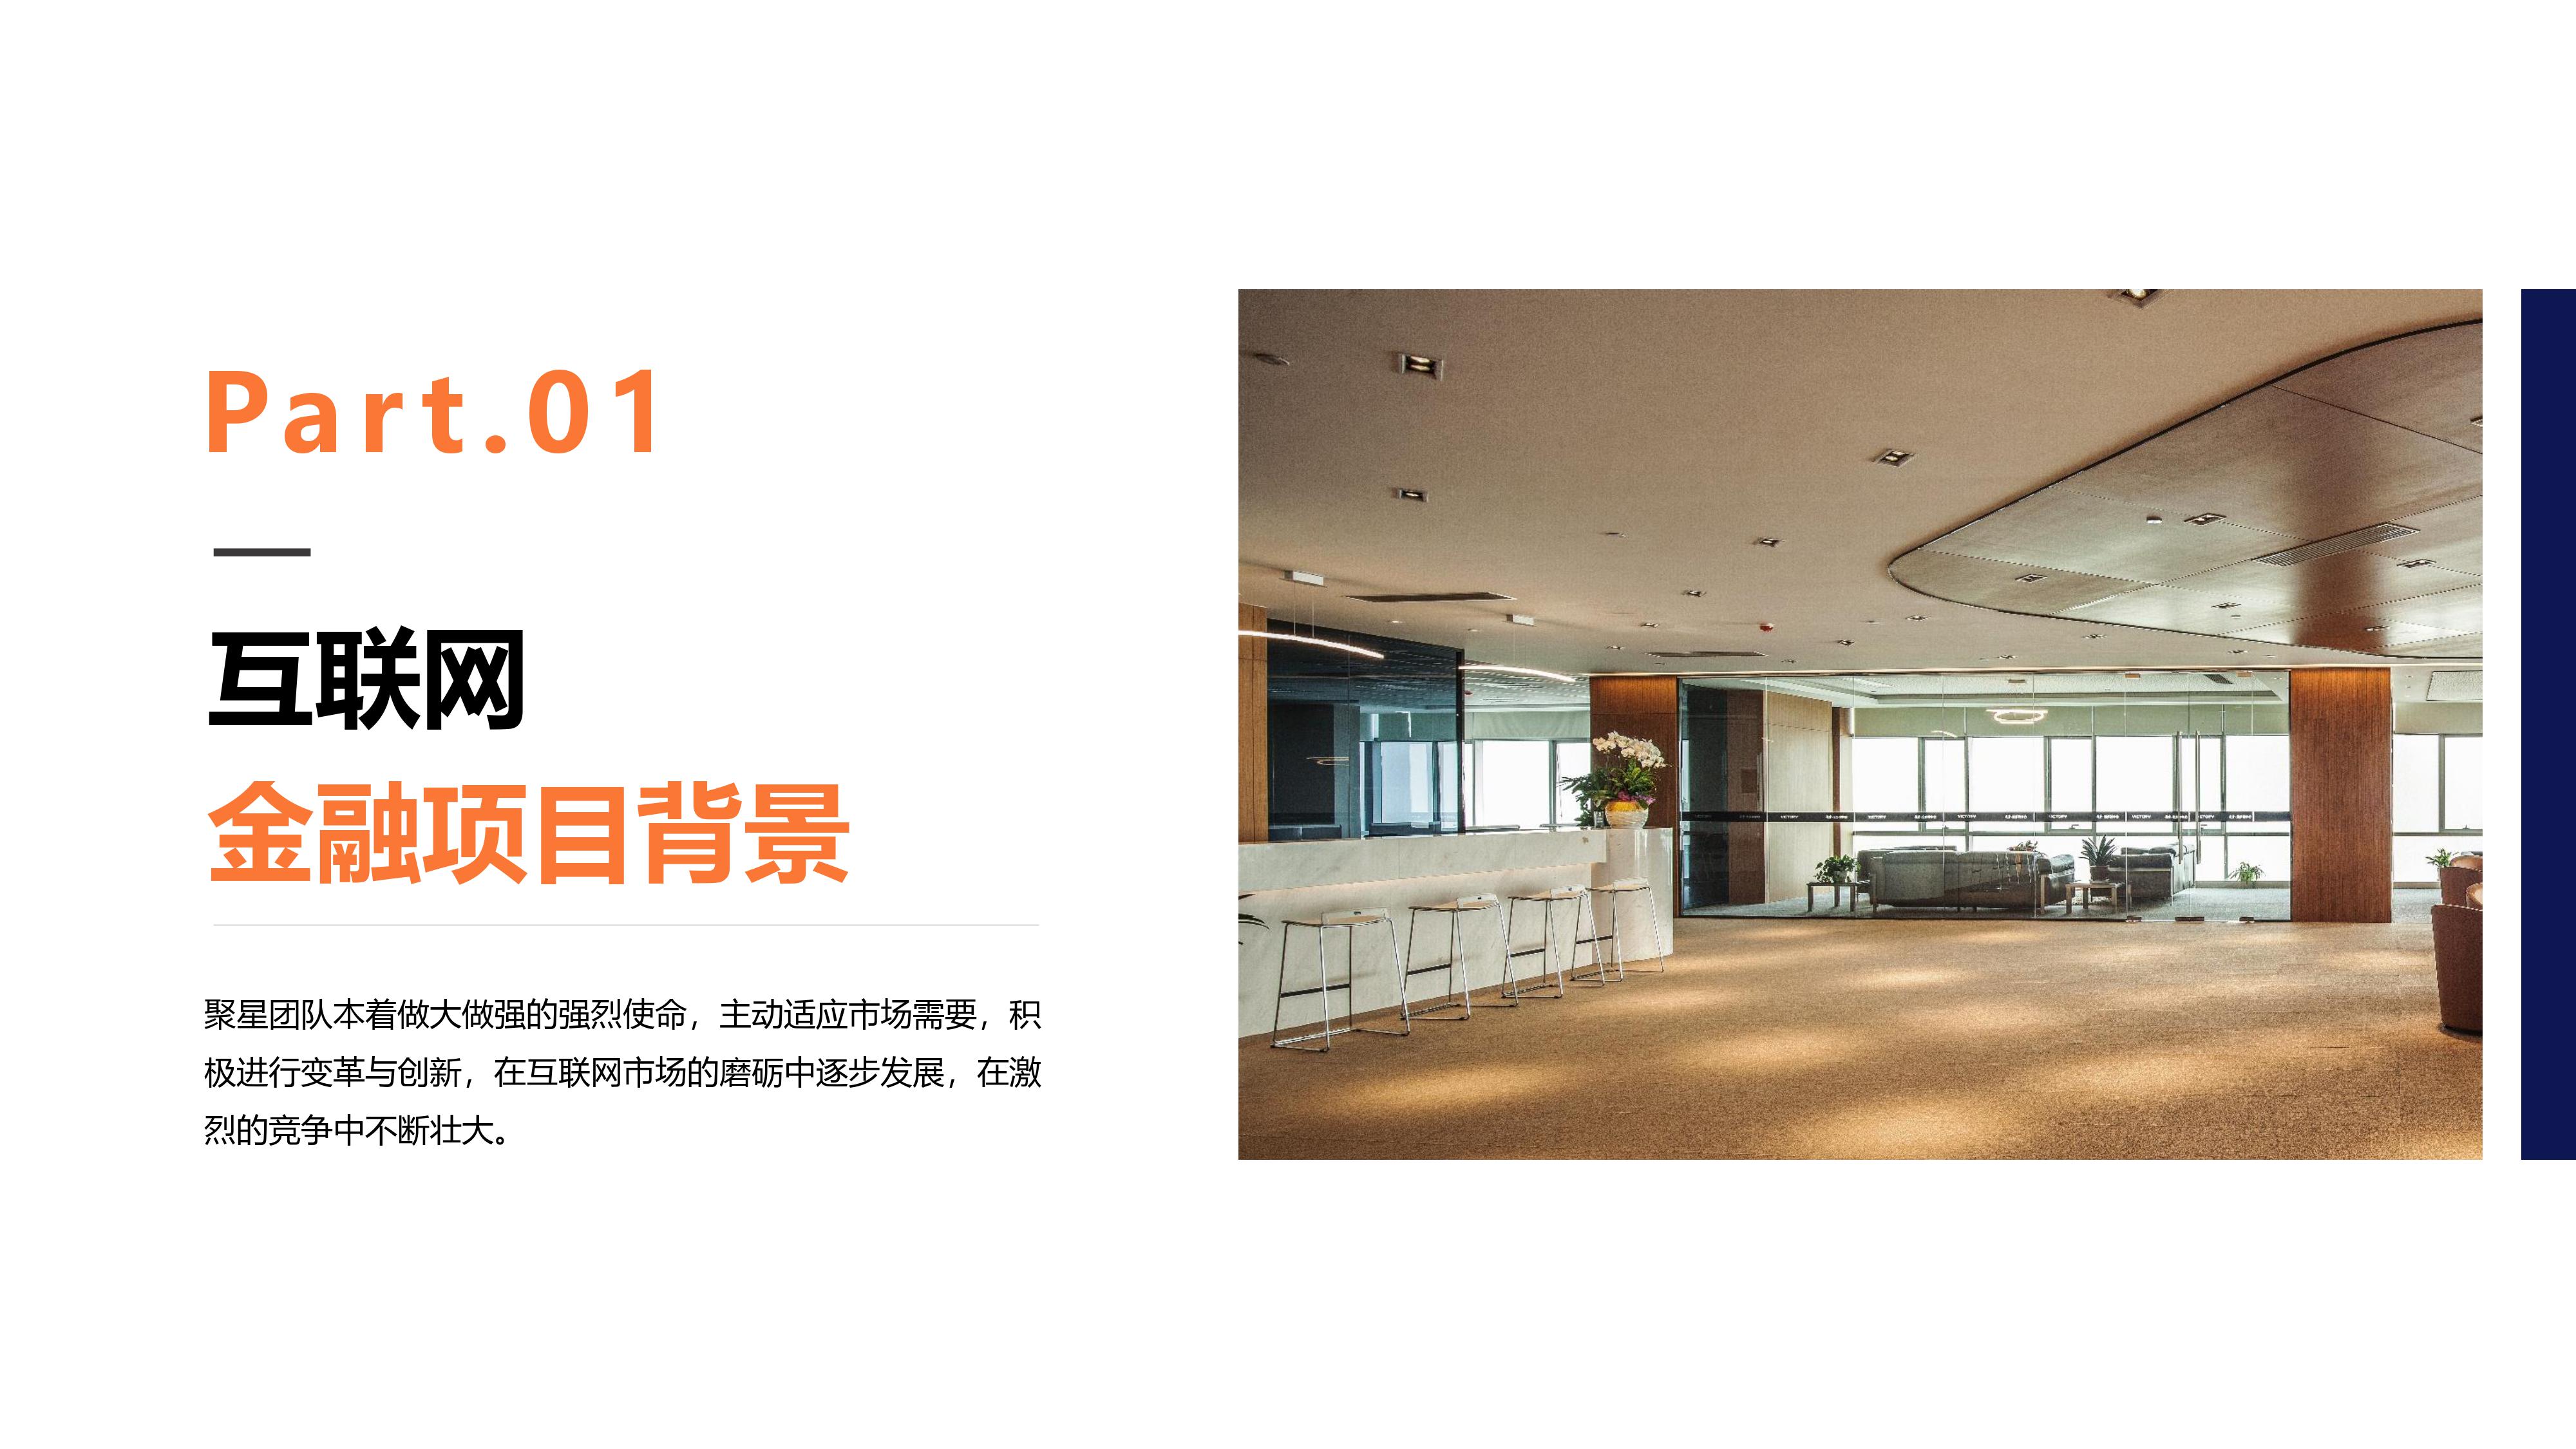 Part.01
互联网
金融项目背景
聚星团队本着做大做强的强烈使命，主动适应市场需要，积
极进行变革与创新，在互联网市场的磨砺中逐步发展，在激
烈的竞争中不断壮大。